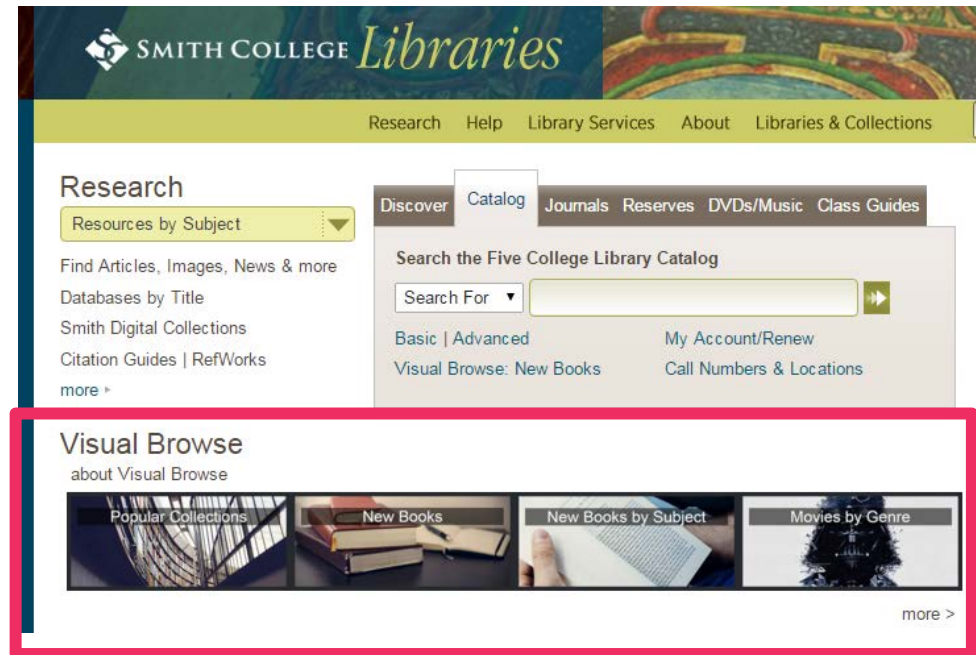 SMITH COLLEGE Libraries
Research Help Library Services About Libraries & Collections
Research
Resources by Subject
Find Articles, Images, News & more
Databases by Title
Smith Digital Collections
Citation Guides | RefWorks
more
Discover Catalog Journals Reserves DVDs/Music Class Guides
Search the Five College Library Catalog
Search For
Basic | Advanced My Account/Renew
Visual Browse: New Books Call Numbers & Locations
Visual Browse
about Visual Browse
Popular Collections New Books New Books by Subject Movies by Genre
more >